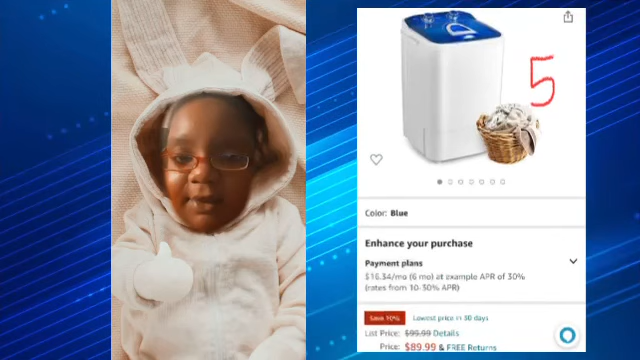 5
Color: Blue
Enhance your purchase
Payment plans
$16.34/mo (6 mo) at example APR of 30%
(rates from 10-30% APR)
Save 10% Lowest price in 30 days
List Price: $99.99 Details
Price: $89.99 & FREE Returns